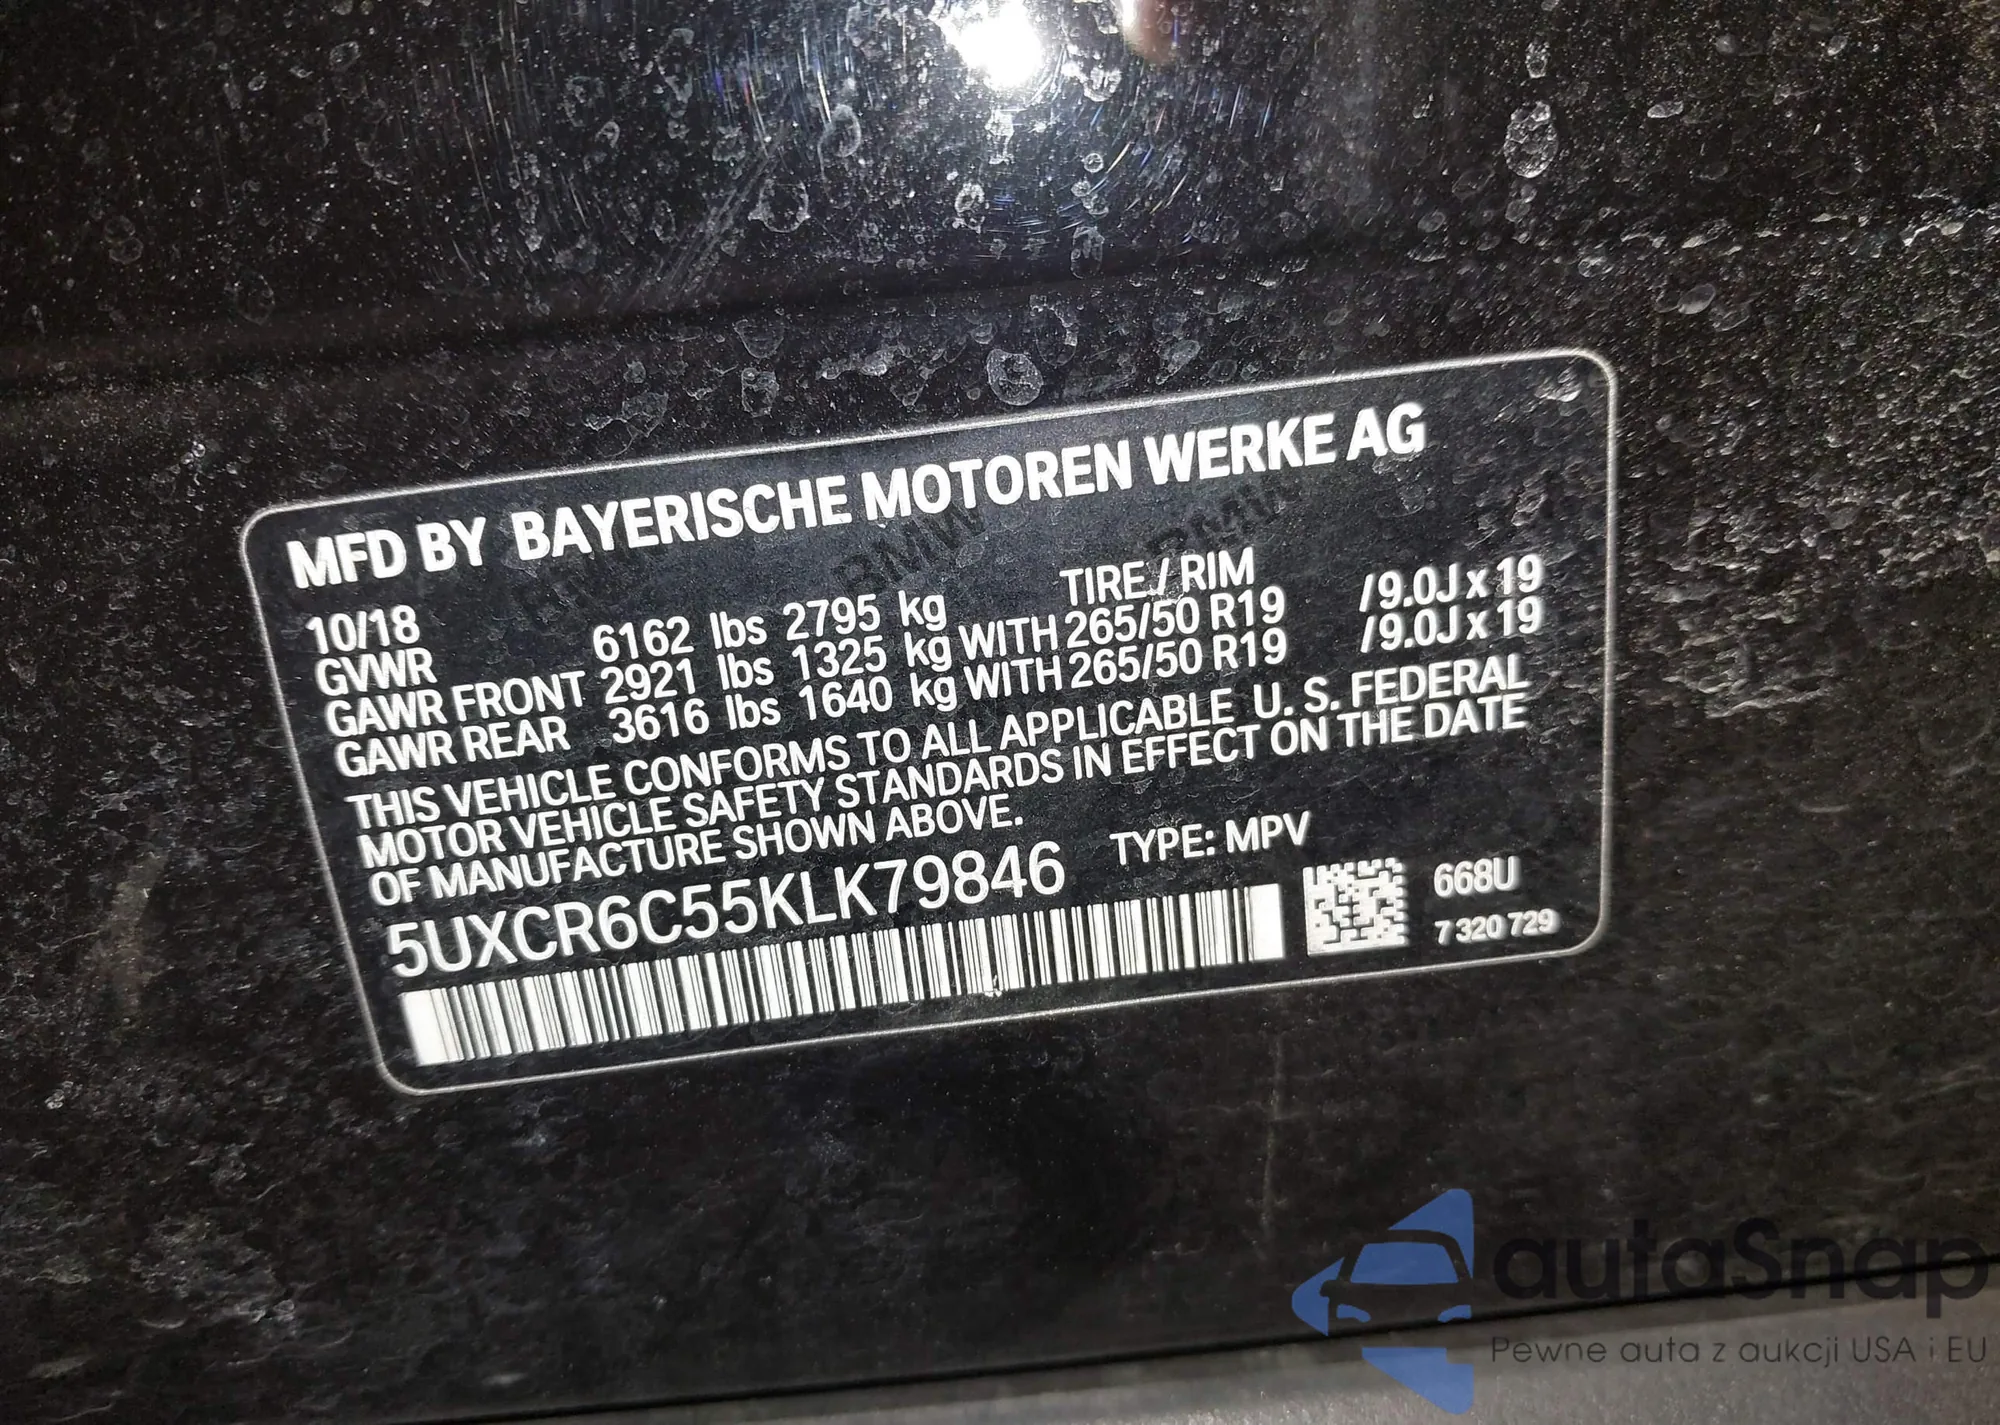 MFD BY BAYERISCHE MOTOREN WERKE AG
10/18 TIRE / RIM
GVWR 6162 lbs 2795 kg
GAWR FRONT 2921 lbs 1325 kg WITH 265/50 R19 /9.0J x 19
GAWR REAR 3616 lbs 1640 kg WITH 265/50 R19 /9.0J x 19
THIS VEHICLE CONFORMS TO ALL APPLICABLE U. S. FEDERAL
MOTOR VEHICLE SAFETY STANDARDS IN EFFECT ON THE DATE
OF MANUFACTURE SHOWN ABOVE.
5UXCR6C55KLK79846 TYPE: MPV
668U
7 320 729
BMW BMW BMW
autaSnap
Pewne auta z aukcji USA i EU